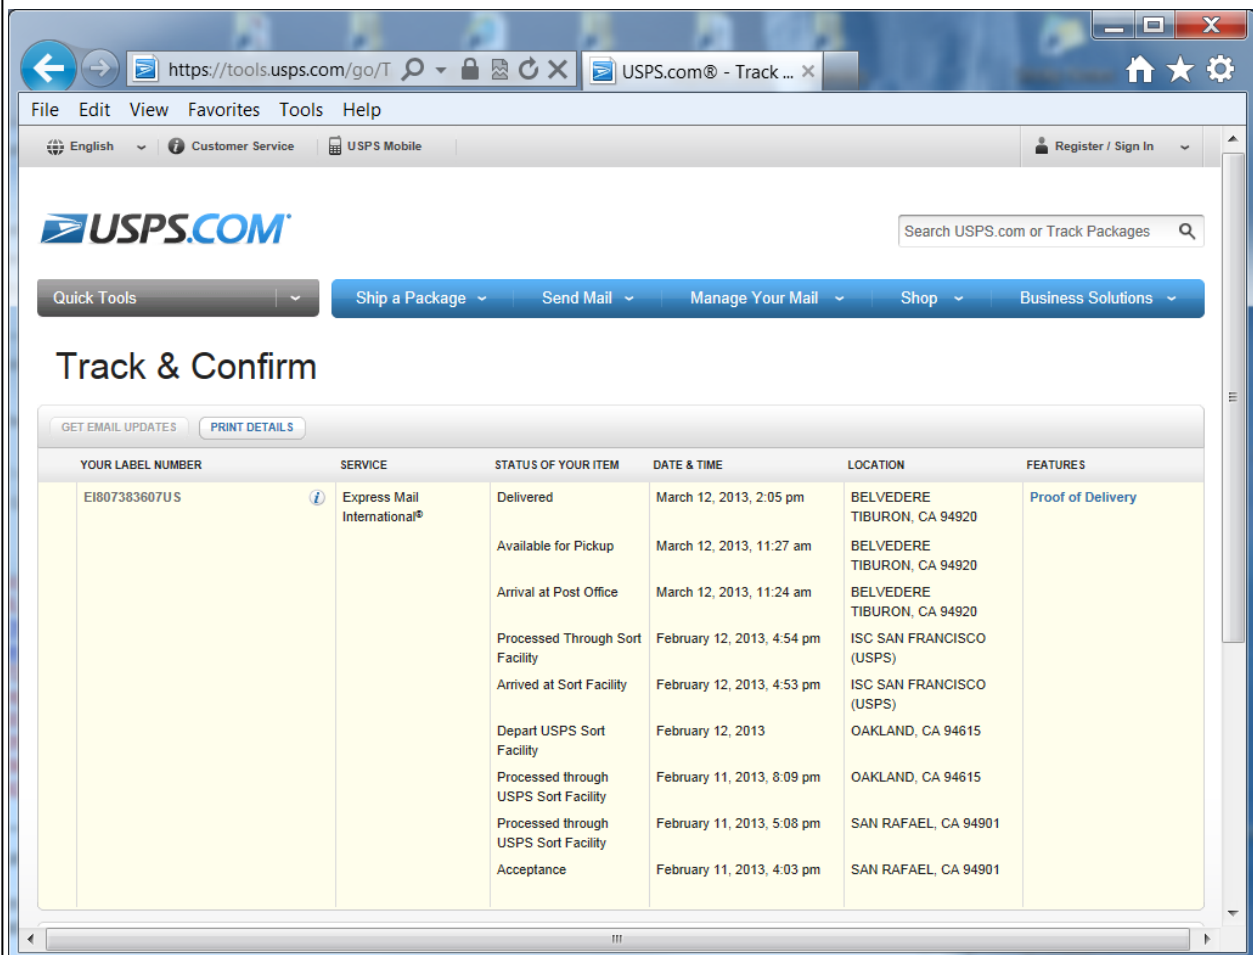 https://tools.usps.com/go/T
USPS.com® - Track ...
File Edit View Favorites Tools Help
English Customer Service USPS Mobile Register / Sign In
USPS.COM
Search USPS.com or Track Packages
Quick Tools Ship a Package Send Mail Manage Your Mail Shop Business Solutions
Track & Confirm
GET EMAIL UPDATES PRINT DETAILS
YOUR LABEL NUMBER SERVICE STATUS OF YOUR ITEM DATE & TIME LOCATION FEATURES
EI807383607US Express Mail Delivered March 12, 2013, 2:05 pm BELVEDERE Proof of Delivery
International® TIBURON, CA 94920
Available for Pickup March 12, 2013, 11:27 am BELVEDERE
TIBURON, CA 94920
Arrival at Post Office March 12, 2013, 11:24 am BELVEDERE
TIBURON, CA 94920
Processed Through Sort February 12, 2013, 4:54 pm ISC SAN FRANCISCO
Facility (USPS)
Arrived at Sort Facility February 12, 2013, 4:53 pm ISC SAN FRANCISCO
(USPS)
Depart USPS Sort February 12, 2013 OAKLAND, CA 94615
Facility
Processed through February 11, 2013, 8:09 pm OAKLAND, CA 94615
USPS Sort Facility
Processed through February 11, 2013, 5:08 pm SAN RAFAEL, CA 94901
USPS Sort Facility
Acceptance February 11, 2013, 4:03 pm SAN RAFAEL, CA 94901